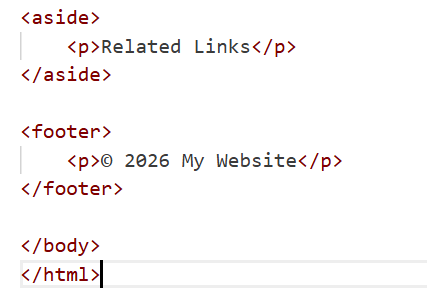 <aside>
    <p>Related Links</p>
</aside>

<footer>
    <p>© 2026 My Website</p>
</footer>

</body>
</html>